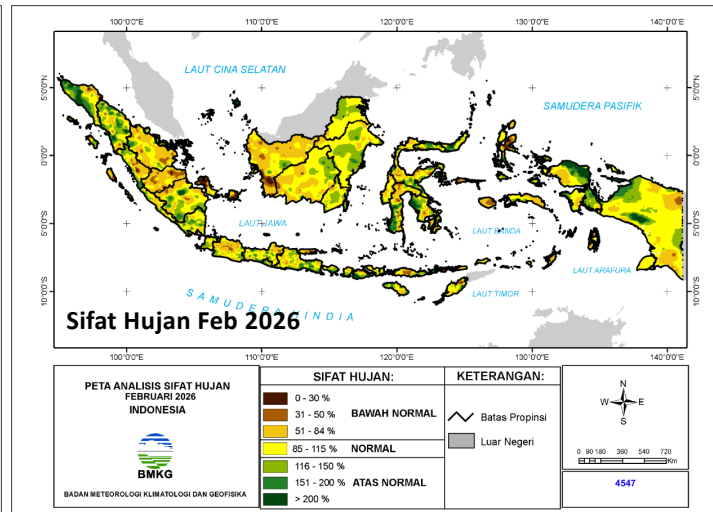 100°0'0"E 110°0'0"E 120°0'0"E 130°0'0"E 140°0'0"E
5°0'0"N 5°0'0"N
LAUT CINA SELATAN
SAMUDERA PASIFIK
0°0'0" 0°0'0"
5°0'0"S 5°0'0"S
LAUT JAWA
LAUT BANDA
LAUT ARAFURA
10°0'0"S 10°0'0"S
LAUT TIMOR
SAMUDERA HINDIA
Sifat Hujan Feb 2026
100°0'0"E 110°0'0"E 120°0'0"E 130°0'0"E 140°0'0"E
PETA ANALISIS SIFAT HUJAN
FEBRUARI 2026
INDONESIA
BMKG
BADAN METEOROLOGI KLIMATOLOGI DAN GEOFISIKA
SIFAT HUJAN:
0 - 30 %
31 - 50 % BAWAH NORMAL
51 - 84 %
85 - 115 % NORMAL
116 - 150 %
151 - 200 % ATAS NORMAL
> 200 %
KETERANGAN:
Batas Propinsi
Luar Negeri
N
W E
S
0 90 180 360 540 720
Km
4547